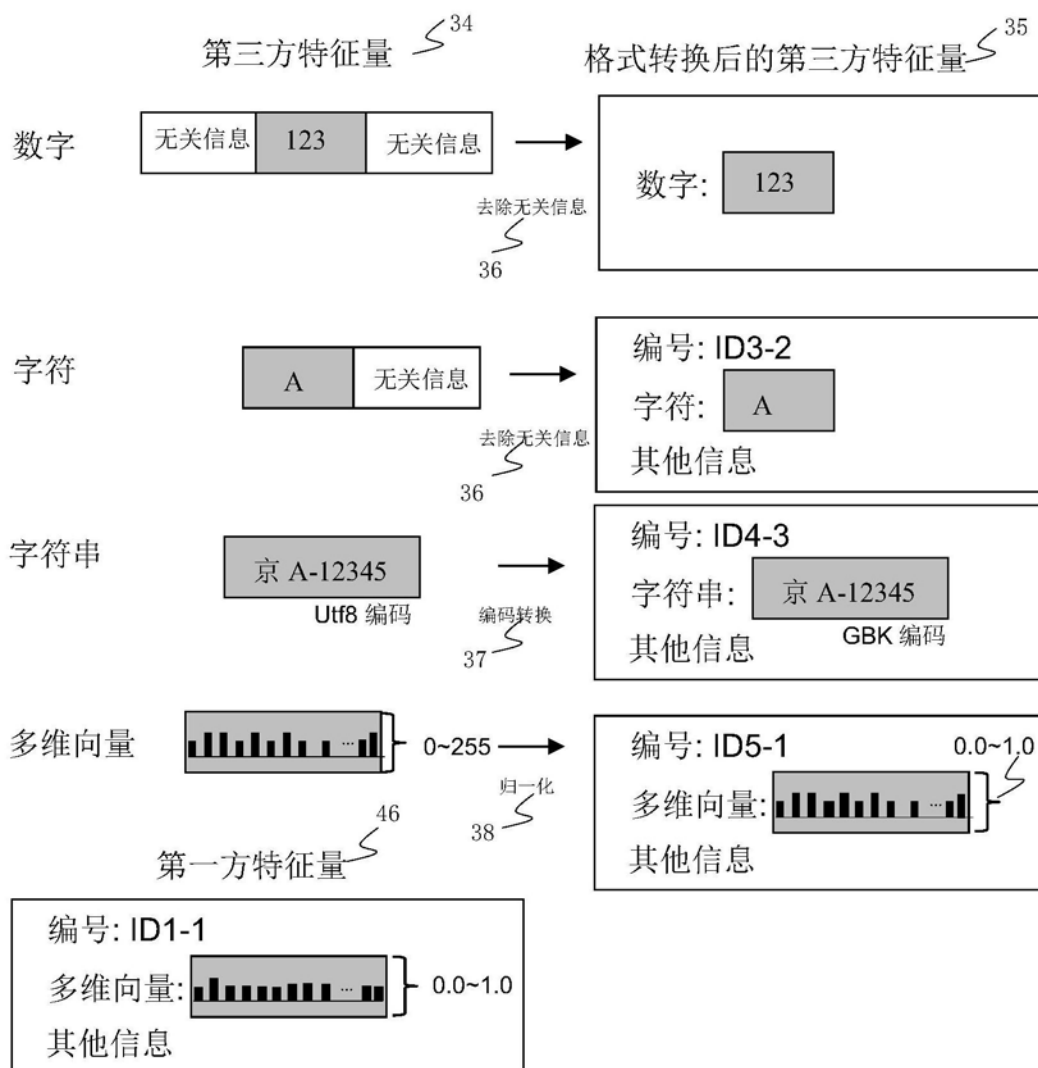 第三方特征量 34
格式转换后的第三方特征量 35
数字
无关信息 123 无关信息
去除无关信息
36
数字: 123
字符
A 无关信息
去除无关信息
36
编号: ID3-2
字符: A
其他信息
字符串
京 A-12345
Utf8 编码
编码转换
37
编号: ID4-3
字符串: 京 A-12345
GBK 编码
其他信息
多维向量
...
0~255
归一化
38
编号: ID5-1
0.0~1.0
多维向量: ...
其他信息
第一方特征量 46
编号: ID1-1
多维向量: ... 0.0~1.0
其他信息